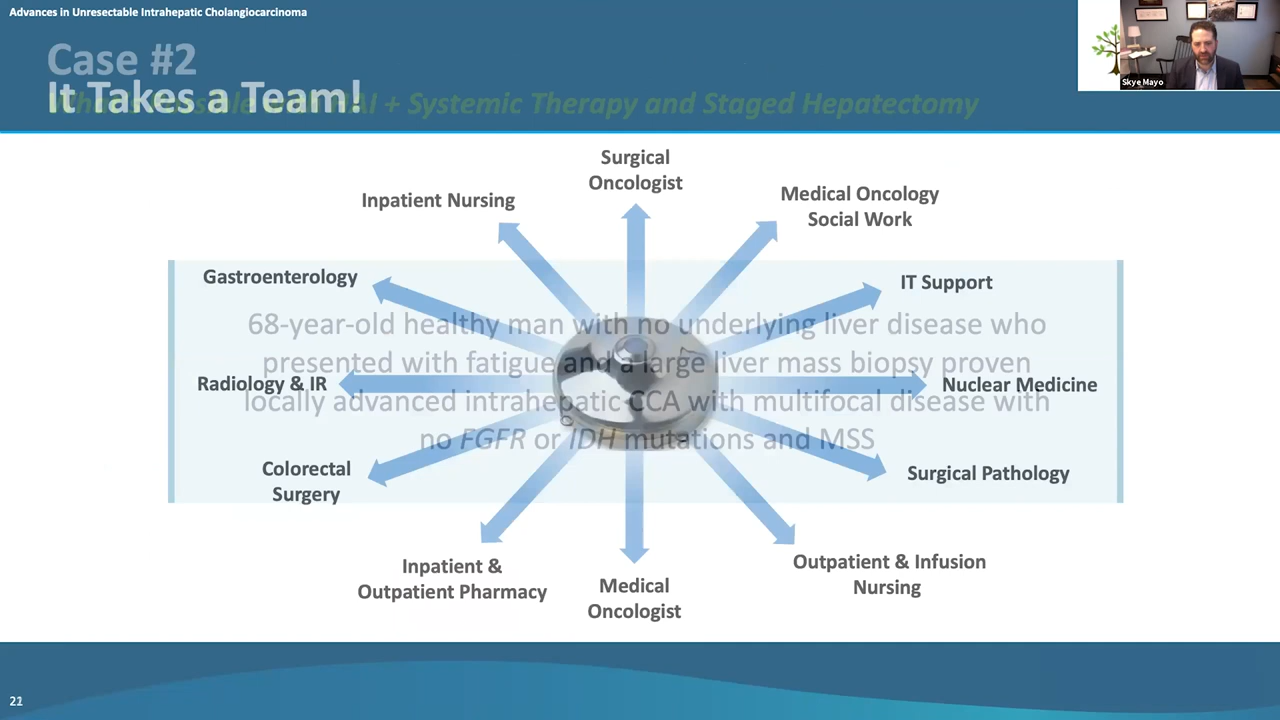 Advances in Unresectable Intrahepatic Cholangiocarcinoma
Skye Mayo
Case #2
It Takes a Team!
HAI + Systemic Therapy and Staged Hepatectomy
Surgical
Oncologist
Medical Oncology
Social Work
Inpatient Nursing
Gastroenterology
IT Support
68-year-old healthy man with no underlying liver disease who
presented with fatigue and a large liver mass biopsy proven
locally advanced intrahepatic CCA with multifocal disease with
no FGFR or IDH mutations and MSS
Radiology & IR
Nuclear Medicine
Colorectal
Surgery
Surgical Pathology
Inpatient &
Outpatient Pharmacy
Medical
Oncologist
Outpatient & Infusion
Nursing